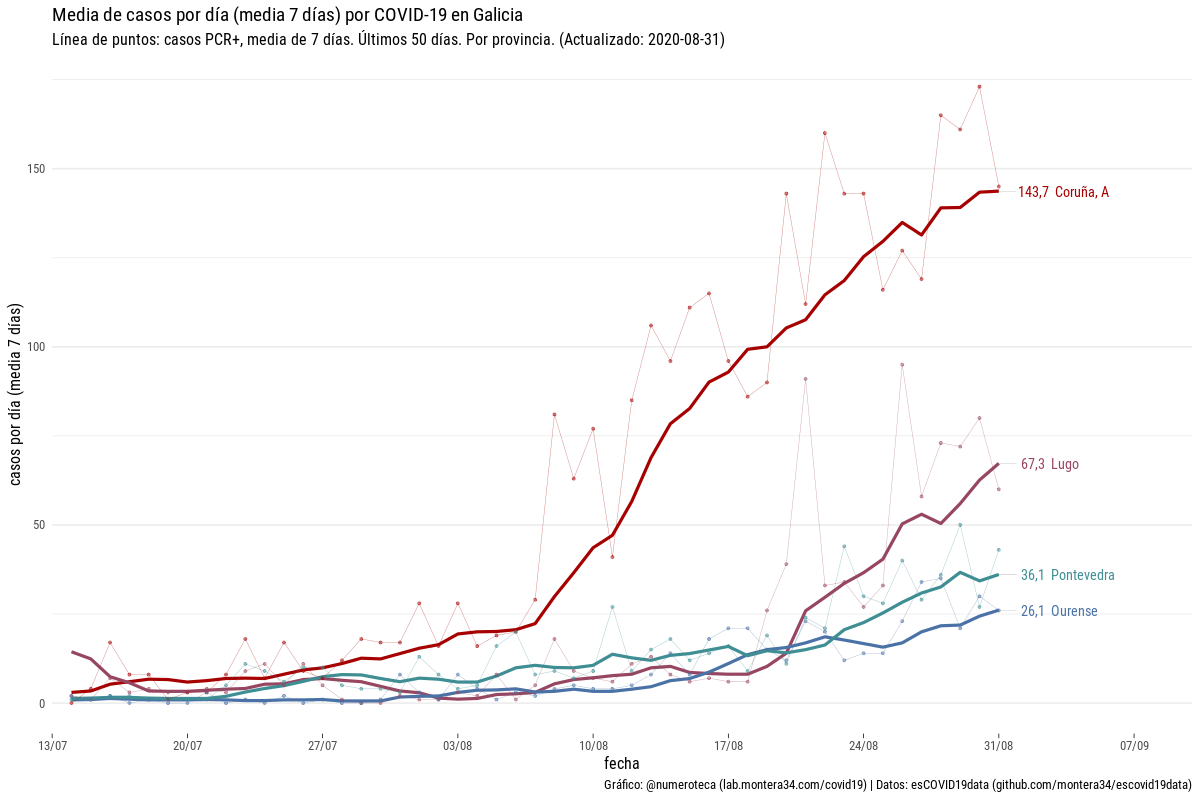 Media de casos por día (media 7 días) por COVID-19 en Galicia
Línea de puntos: casos PCR+, media de 7 días. Últimos 50 días. Por provincia. (Actualizado: 2020-08-31)
casos por día (media 7 días)
150
100
50
0
143,7 Coruña, A
67,3 Lugo
36,1 Pontevedra
26,1 Ourense
13/07 20/07 27/07 03/08 10/08 17/08 24/08 31/08 07/09
fecha
Gráfico: @numeroteca (lab.montera34.com/covid19) | Datos: esCOVID19data (github.com/montera34/escovid19data)